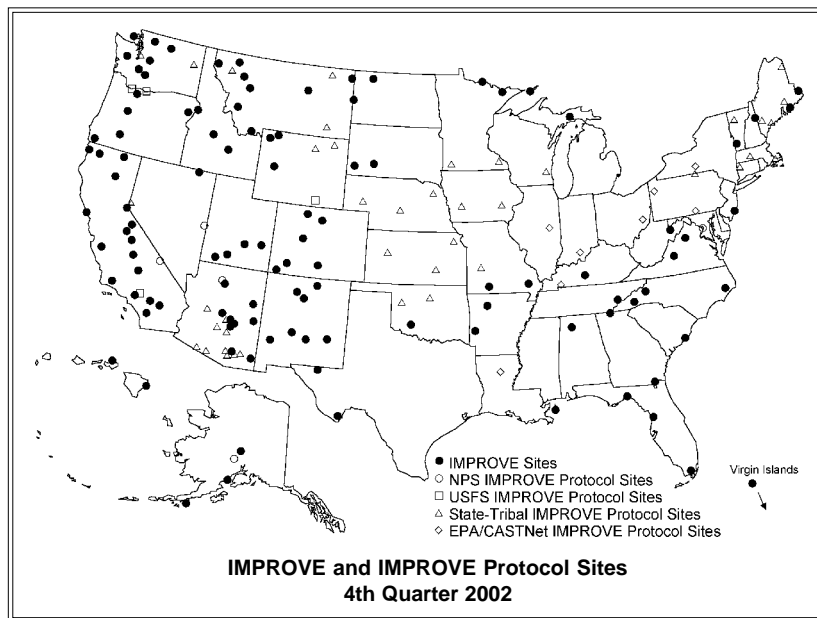 IMPROVE Sites
NPS IMPROVE Protocol Sites
USFS IMPROVE Protocol Sites
State-Tribal IMPROVE Protocol Sites
EPA/CASTNet IMPROVE Protocol Sites
Virgin Islands
IMPROVE and IMPROVE Protocol Sites
4th Quarter 2002